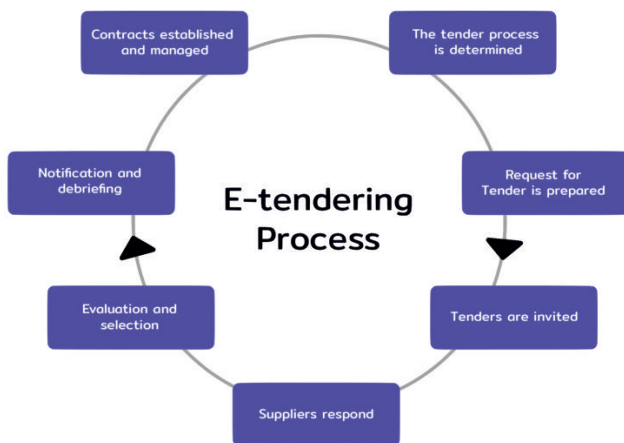 Contracts established
and managed
The tender process
is determined
Notification and
debriefing
Request for
Tender is prepared
E-tendering
Process
Evaluation and
selection
Tenders are invited
Suppliers respond